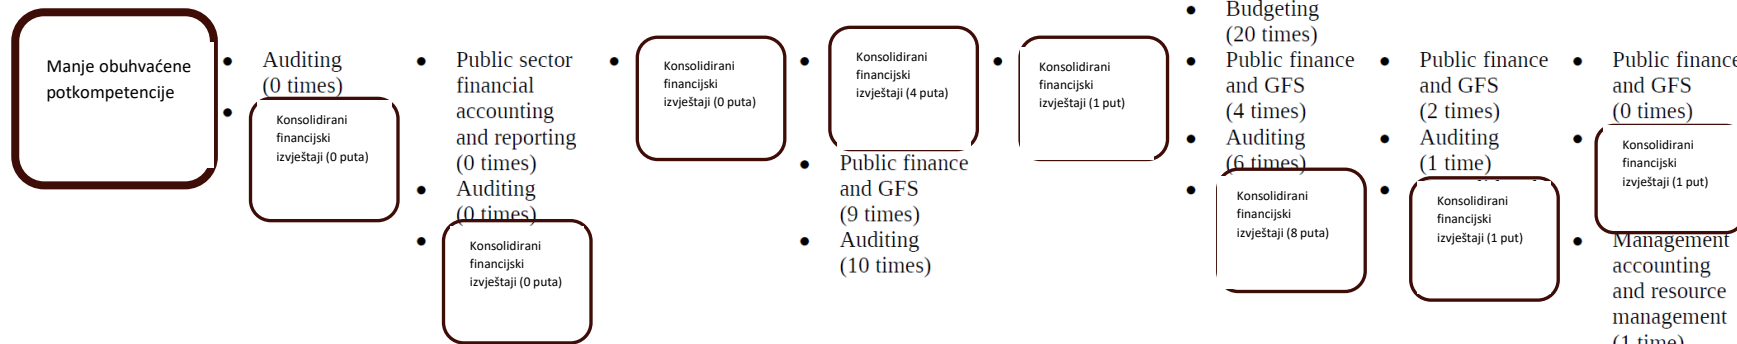 Manje obuhvaćene
potkompetencije
Auditing
(0 times)
Konsolidirani
financijski
izvještaji (0 puta)
Public sector
financial
accounting
and reporting
(0 times)
Auditing
(0 times)
Konsolidirani
financijski
izvještaji (0 puta)
Konsolidirani
financijski
izvještaji (0 puta)
Konsolidirani
financijski
izvještaji (4 puta)
Public finance
and GFS
(9 times)
Auditing
(10 times)
Konsolidirani
financijski
izvještaji (1 put)
Budgeting
(20 times)
Public finance
and GFS
(4 times)
Auditing
(6 times)
Konsolidirani
financijski
izvještaji (8 puta)
Public finance
and GFS
(2 times)
Auditing
(1 time)
Konsolidirani
financijski
izvještaji (1 put)
Public finance
and GFS
(0 times)
Konsolidirani
financijski
izvještaji (1 put)
Management
accounting
and resource
management
(1 time)